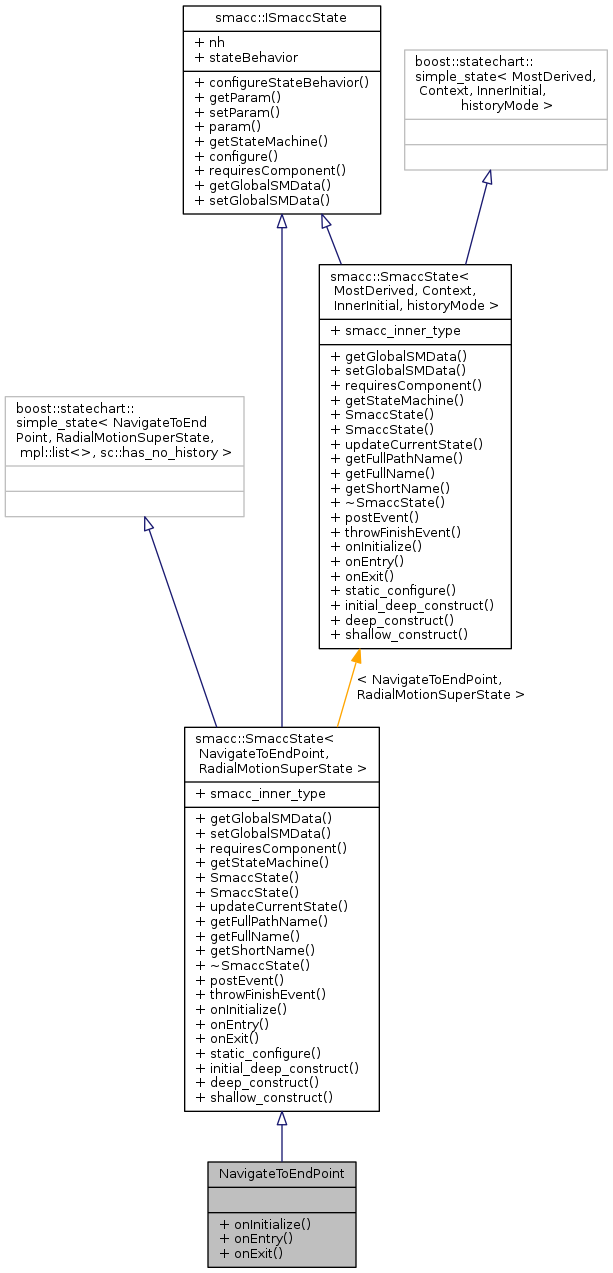 smacc::ISmaccState
+ nh
+ stateBehavior
+ configureStateBehavior()
+ getParam()
+ setParam()
+ param()
+ getStateMachine()
+ configure()
+ requiresComponent()
+ getGlobalSMData()
+ setGlobalSMData()
boost::statechart::
simple_state< MostDerived,
Context, InnerInitial,
historyMode >
smacc::SmaccState<
MostDerived, Context,
InnerInitial, historyMode >
+ smacc_inner_type
+ getGlobalSMData()
+ setGlobalSMData()
+ requiresComponent()
+ getStateMachine()
+ SmaccState()
+ SmaccState()
+ updateCurrentState()
+ getFullPathName()
+ getFullName()
+ getShortName()
+ ~SmaccState()
+ postEvent()
+ throwFinishEvent()
+ onInitialize()
+ onEntry()
+ onExit()
+ static_configure()
+ initial_deep_construct()
+ deep_construct()
+ shallow_construct()
boost::statechart::
simple_state< NavigateToEnd
Point, RadialMotionSuperState,
mpl::list<>, sc::has_no_history >
< NavigateToEndPoint,
RadialMotionSuperState >
smacc::SmaccState<
NavigateToEndPoint,
RadialMotionSuperState >
+ smacc_inner_type
+ getGlobalSMData()
+ setGlobalSMData()
+ requiresComponent()
+ getStateMachine()
+ SmaccState()
+ SmaccState()
+ updateCurrentState()
+ getFullPathName()
+ getFullName()
+ getShortName()
+ ~SmaccState()
+ postEvent()
+ throwFinishEvent()
+ onInitialize()
+ onEntry()
+ onExit()
+ static_configure()
+ initial_deep_construct()
+ deep_construct()
+ shallow_construct()
NavigateToEndPoint
+ onInitialize()
+ onEntry()
+ onExit()